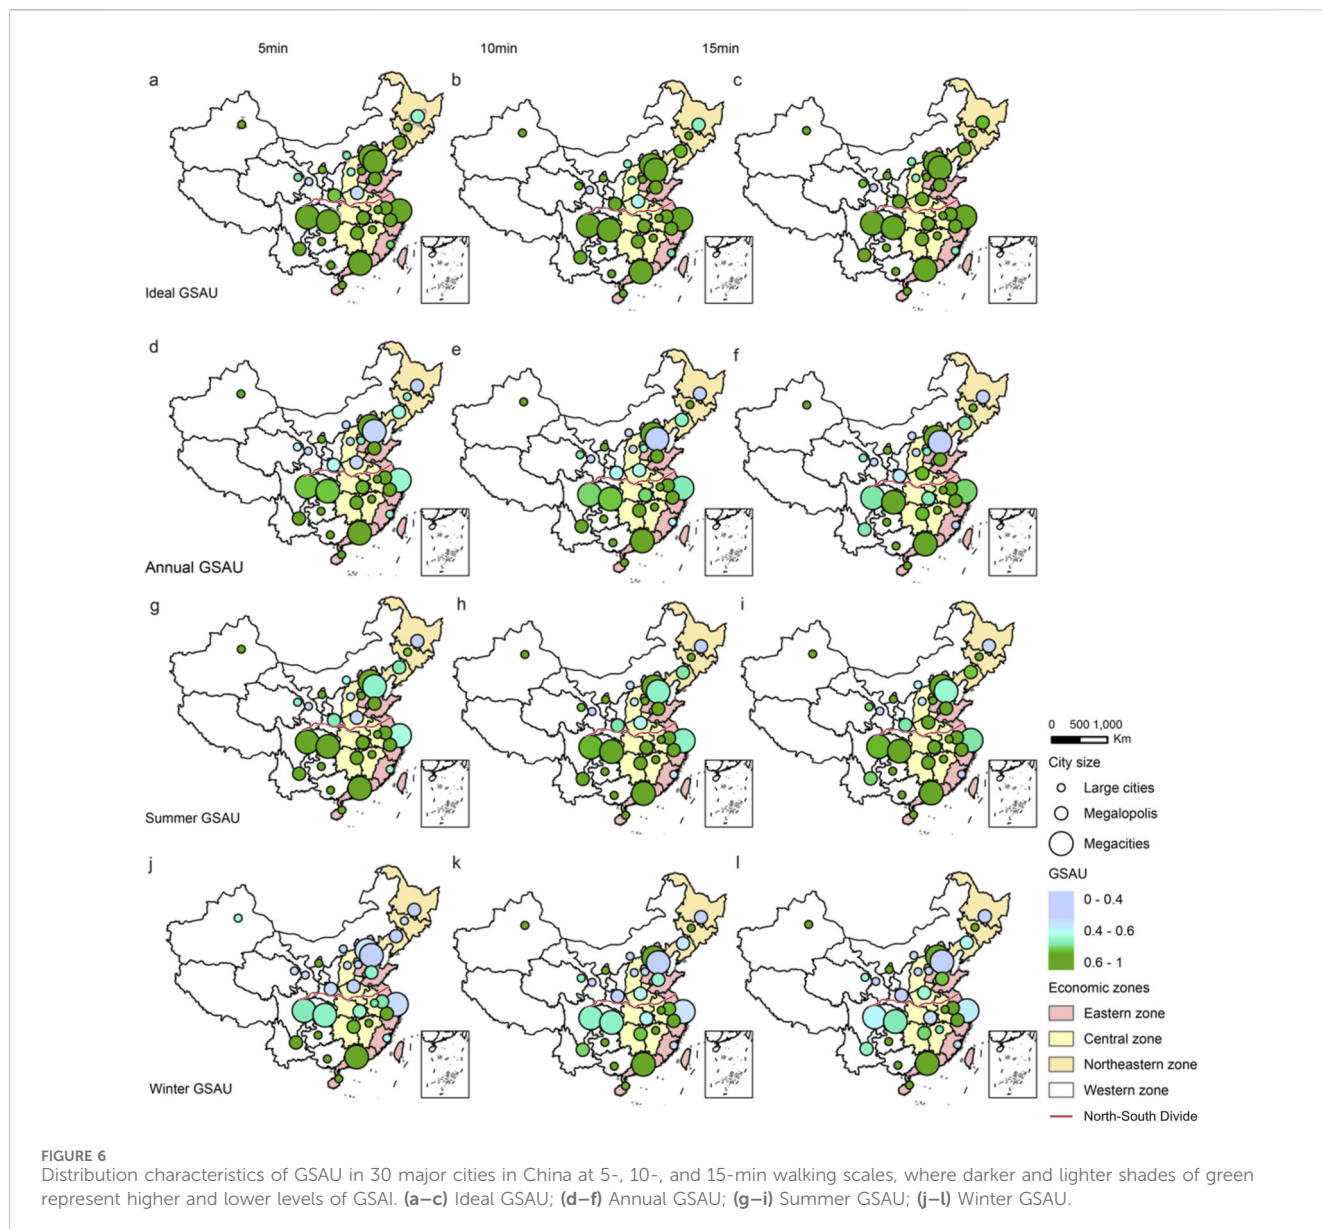 5min 10min 15min
a b c
Ideal GSAU
d e f
Annual GSAU
g h i
Summer GSAU
j k l
Winter GSAU
0 500 1,000
Km
City size
Large cities
Megalopolis
Megacities
GSAU
0 - 0.4
0.4 - 0.6
0.6 - 1
Economic zones
Eastern zone
Central zone
Northeastern zone
Western zone
North-South Divide
FIGURE 6
Distribution characteristics of GSAU in 30 major cities in China at 5-, 10-, and 15-min walking scales, where darker and lighter shades of green
represent higher and lower levels of GSAI. (a–c) Ideal GSAU; (d–f) Annual GSAU; (g–i) Summer GSAU; (j–l) Winter GSAU.